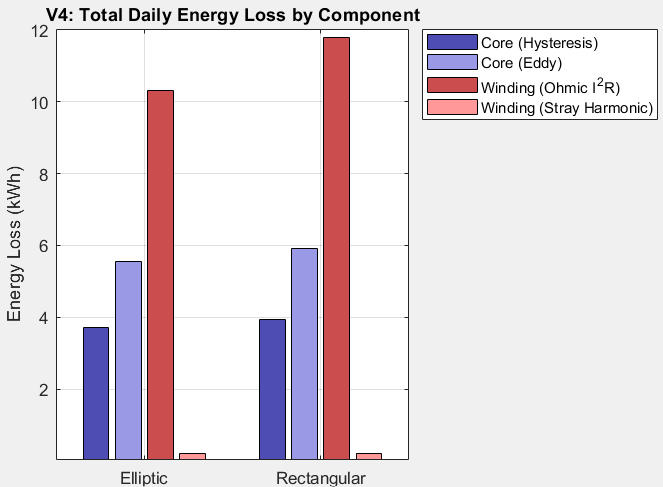 V4: Total Daily Energy Loss by Component
12
10
8
6
4
2
Energy Loss (kWh)
Elliptic
Rectangular
Core (Hysteresis)
Core (Eddy)
Winding (Ohmic I²R)
Winding (Stray Harmonic)